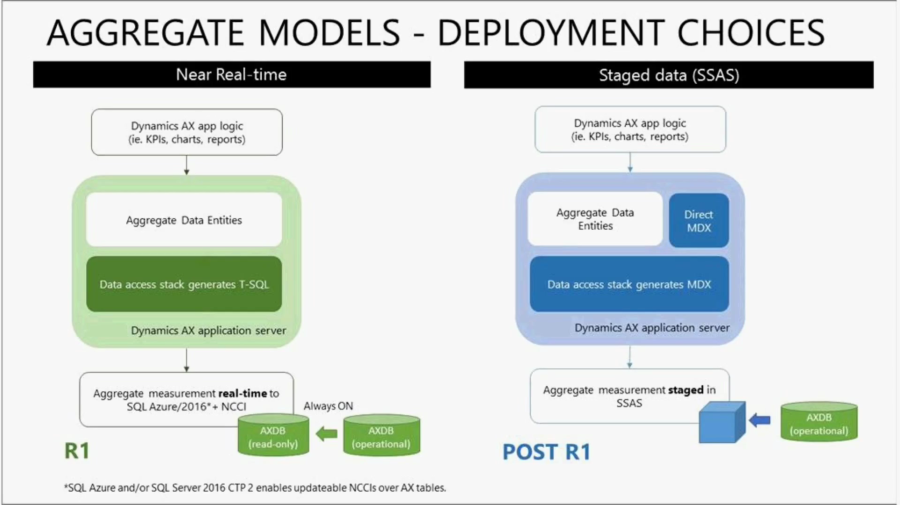 AGGREGATE MODELS - DEPLOYMENT CHOICES
Near Real-time
Dynamics AX app logic
(ie. KPIs, charts, reports)
Aggregate Data Entities
Data access stack generates T-SQL
Dynamics AX application server
Aggregate measurement real-time to
SQL Azure/2016*+ NCCI
Always ON
AXDB
(read-only)
AXDB
(operational)
R1
Staged data (SSAS)
Dynamics AX app logic
(ie. KPIs, charts, reports)
Aggregate Data
Entities
Direct
MDX
Data access stack generates MDX
Dynamics AX application server
Aggregate measurement staged in
SSAS
AXDB
(operational)
POST R1
*SQL Azure and/or SQL Server 2016 CTP 2 enables updateable NCCIs over AX tables.